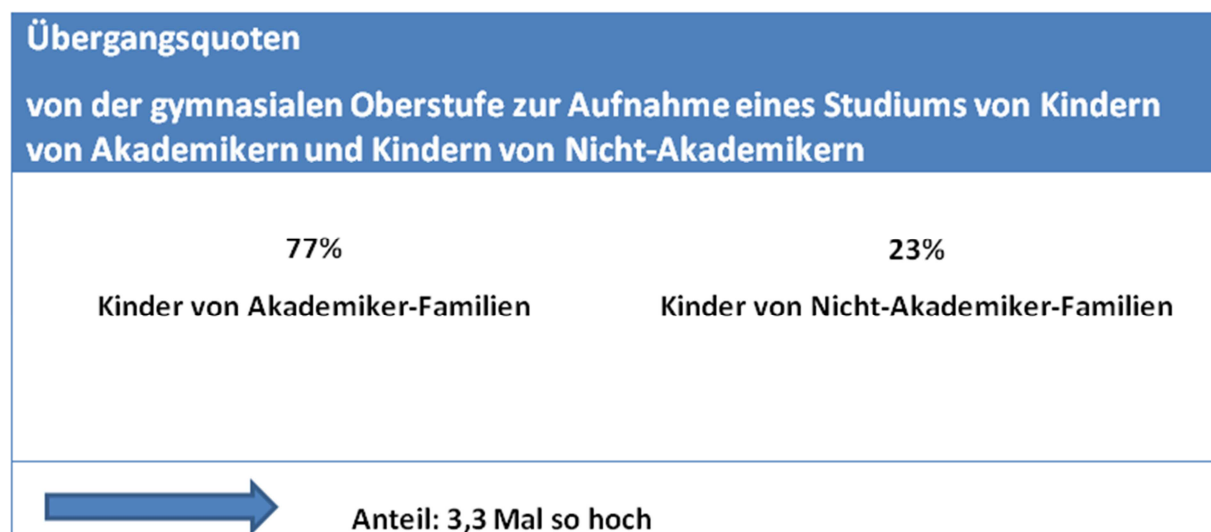 Übergangsquoten
von der gymnasialen Oberstufe zur Aufnahme eines Studiums von Kindern
von Akademikern und Kindern von Nicht-Akademikern
77%
23%
Kinder von Akademiker-Familien
Kinder von Nicht-Akademiker-Familien
Anteil: 3,3 Mal so hoch